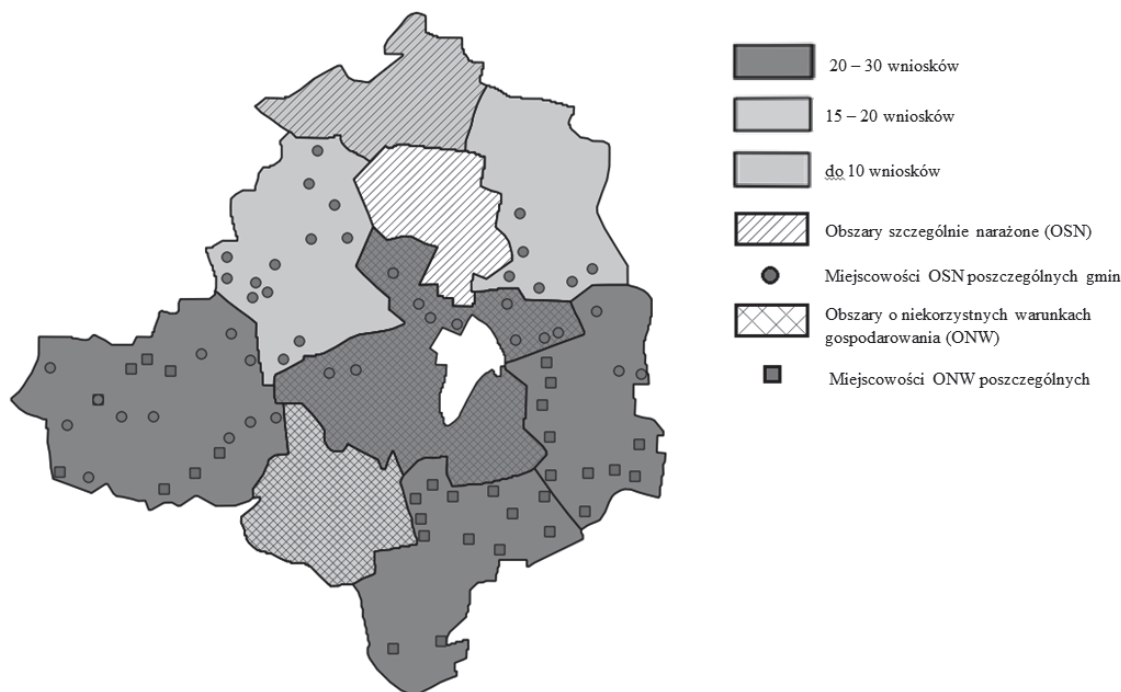 20 – 30 wniosków
15 – 20 wniosków
do 10 wniosków
Obszary szczególnie narażone (OSN)
Miejscowości OSN poszczególnych gmin
Obszary o niekorzystnych warunkach
gospodarowania (ONW)
Miejscowości ONW poszczególnych